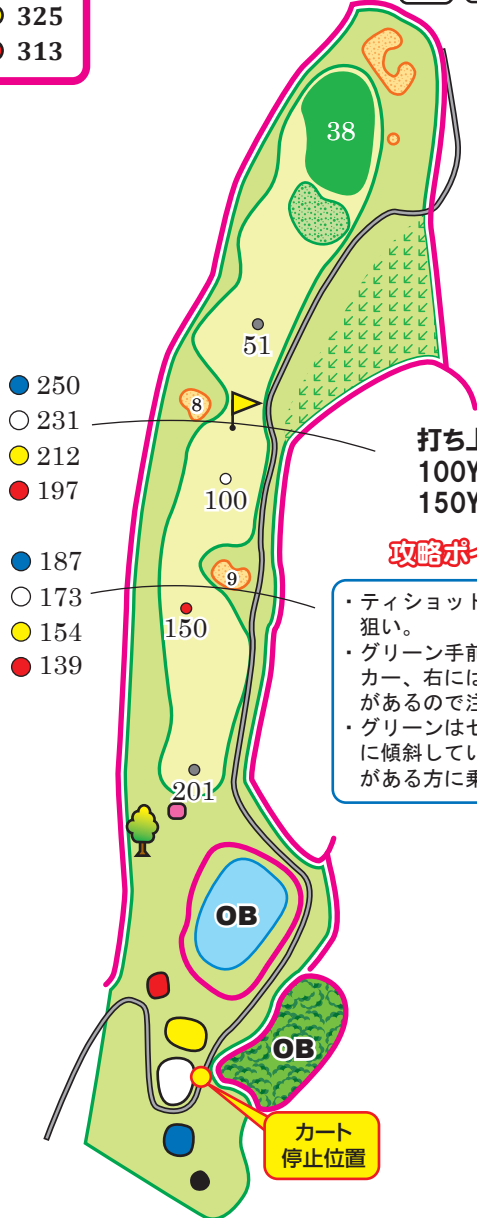 325
313
38
51
8
250
231
212
197
100
打ち上
100Y
150Y
187
173
154
139
9
150
攻略ポイ
・ティショット
狙い。
・グリーン手前
カー、右には
があるので注
・グリーンはセ
に傾斜してい
がある方に乗
201
OB
OB
カート
停止位置